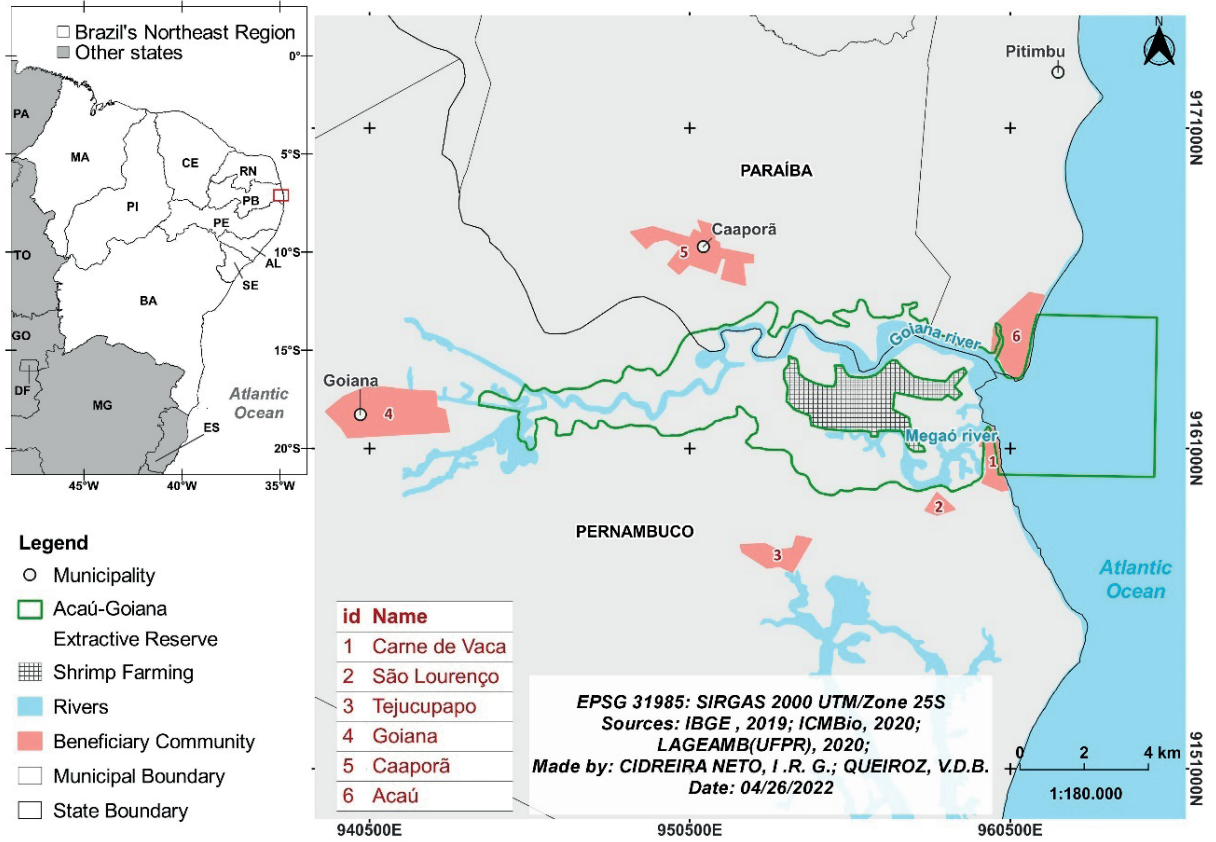 Brazil's Northeast Region
Other states
0°
5°S
10°S
15°S
20°S
45°W
40°W
35°W
PA
MA
CE
RN
PB
PI
PE
AL
SE
TO
BA
GO
DF
MG
ES
Atlantic
Ocean
N
Pitimbu
PARAÍBA
Caaporã
5
Goiana river
6
Goiana
4
Megaó river
1
2
PERNAMBUCO
3
Atlantic
Ocean
9171000N
9161000N
9151000N
940500E
950500E
960500E
Legend
Municipality
Acaú-Goiana
Extractive Reserve
Shrimp Farming
Rivers
Beneficiary Community
Municipal Boundary
State Boundary
id Name
1 Carne de Vaca
2 São Lourenço
3 Tejucupapo
4 Goiana
5 Caaporã
6 Acaú
EPSG 31985: SIRGAS 2000 UTM/Zone 25S
Sources: IBGE , 2019; ICMBio, 2020;
LAGEAMB(UFPR), 2020;
Made by: CIDREIRA NETO, I .R. G.; QUEIROZ, V.D.B.
Date: 04/26/2022
0 2 4 km
1:180.000